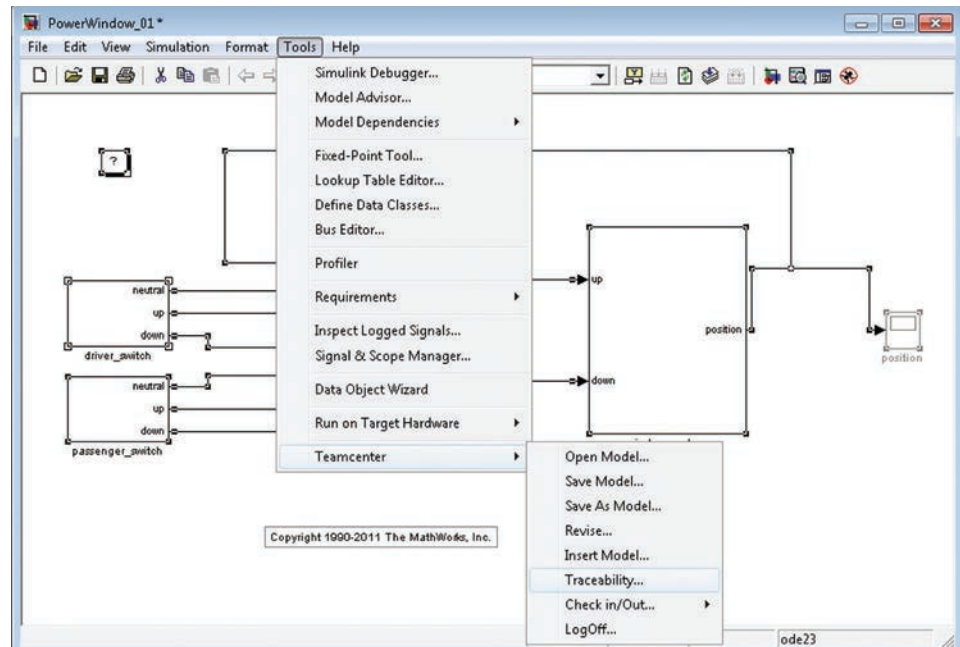 PowerWindow_01 *
File Edit View Simulation Format Tools Help
Simulink Debugger...
Model Advisor...
Model Dependencies
Fixed-Point Tool...
Lookup Table Editor...
Define Data Classes...
Bus Editor...
Profiler
Requirements
Inspect Logged Signals...
Signal & Scope Manager...
Data Object Wizard
Run on Target Hardware
Teamcenter
Open Model...
Save Model...
Save As Model...
Revise...
Insert Model...
Traceability...
Check in/Out...
LogOff...
?
neutral
up
down
driver_switch
neutral
up
down
passenger_switch
up
down
position
position
Copyright 1990-2011 The MathWorks, Inc.
ode23